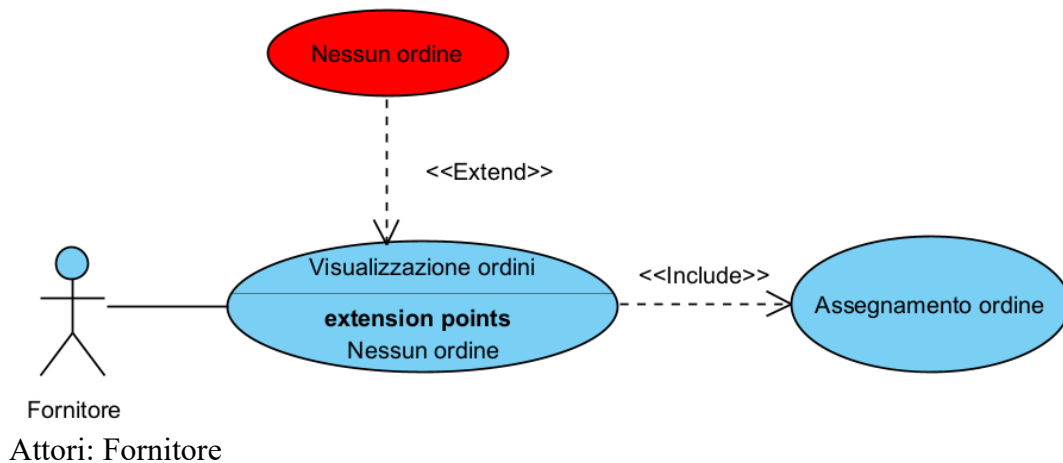 Nessun ordine
<<Extend>>
Visualizzazione ordini
<<Include>>
extension points
Nessun ordine
Assegnamento ordine
Fornitore
Attori: Fornitore